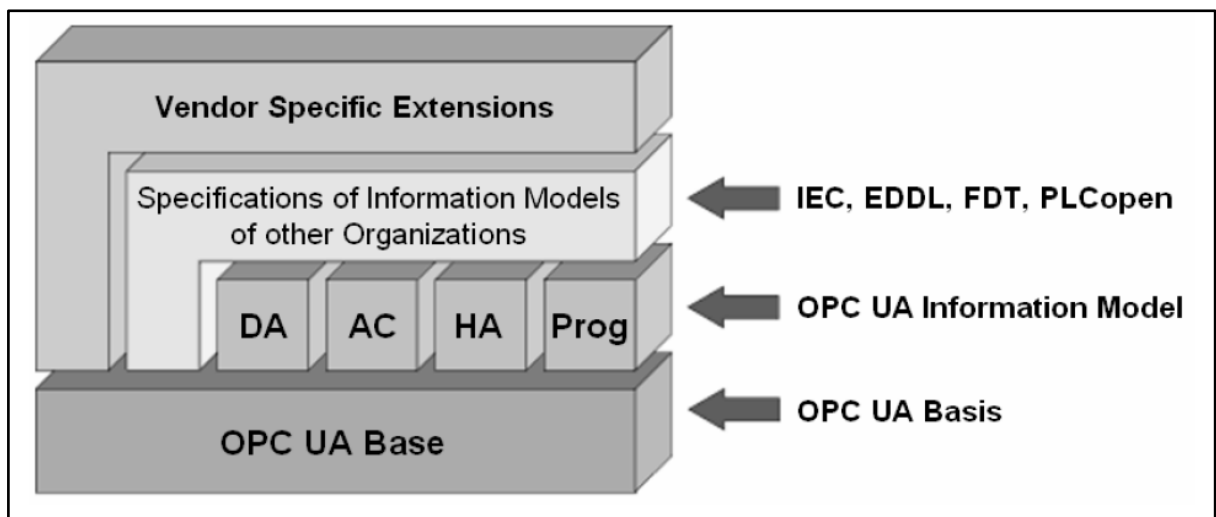 Vendor Specific Extensions
Specifications of Information Models
of other Organizations
IEC, EDDL, FDT, PLCopen
DA AC HA Prog
OPC UA Information Model
OPC UA Base
OPC UA Basis